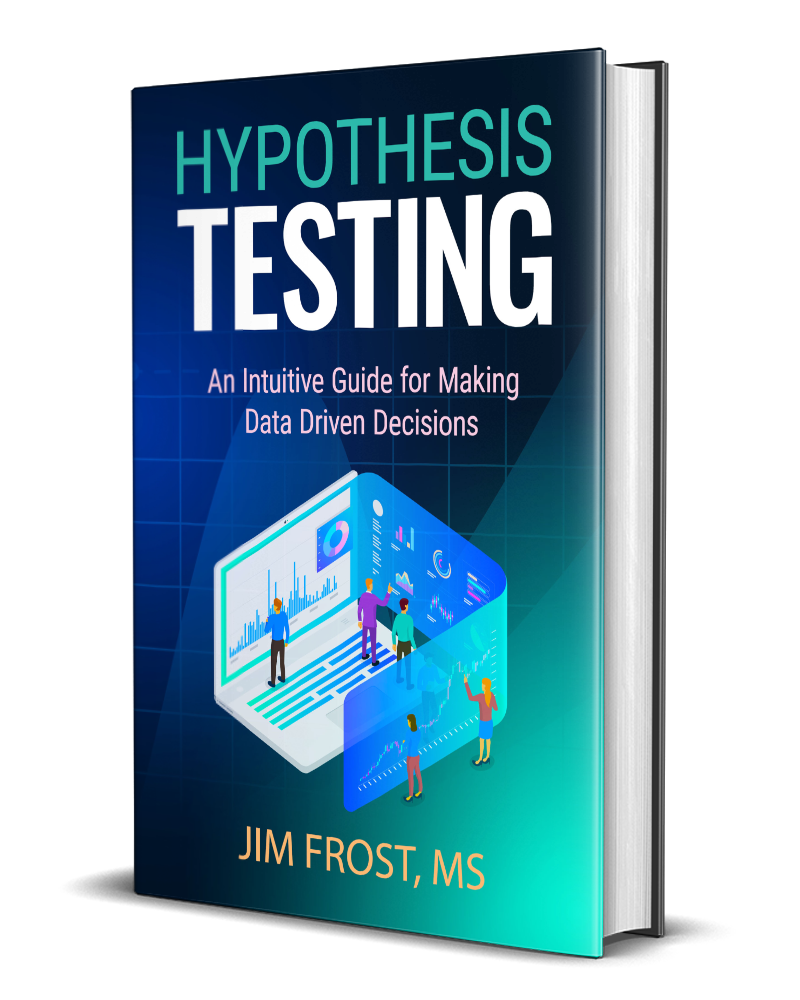 HYPOTHESIS
TESTING
An Intuitive Guide for Making
Data Driven Decisions
JIM FROST, MS